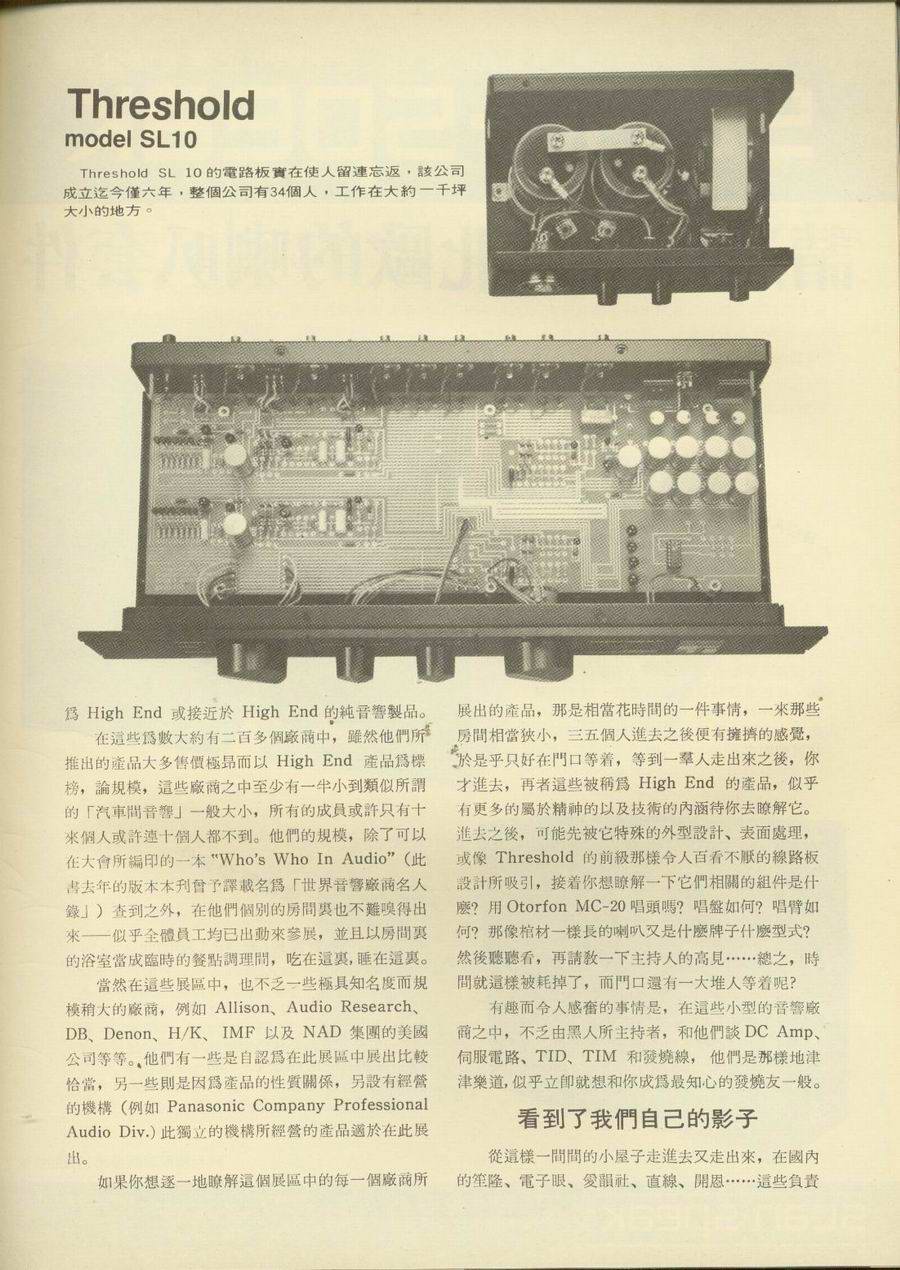 Threshold
model SL10
Threshold SL 10的電路板實在使人留連忘返，該公司
成立迄今僅六年，整個公司有34個人，工作在大約一千坪
大小的地方。
爲 High End 或接近於 High End 的純音響製品。
在這些爲數大約有二百多個廠商中，雖然他們所
推出的產品大多售價極昂而以 High End 產品爲標
榜，論規模，這些廠商之中至少有一半小到類似所謂
的「汽車間音響」一般大小，所有的成員或許只有十
來個人或許連十個人都不到。他們的規模，除了可以
在大會所編印的一本 "Who's Who In Audio"（此
書去年的版本本刋曾予譯載名爲「世界音響廠商名人
錄」）查到之外，在他們個別的房間裏也不難嗅得出
來——似乎全體員工均已出動來參展，並且以房間裏
的浴室當成臨時的餐點調理間，吃在這裏，睡在這裏。
當然在這些展區中，也不乏一些極具知名度而規
模稍大的廠商，例如 Allison、Audio Research、
DB、Denon、H/K、IMF 以及 NAD 集團的美國
公司等等。他們有一些是自認爲在此展區中展出比較
恰當，另一些則是因爲產品的性質關係，另設有經營
的機構（例如 Panasonic Company Professional
Audio Div.）此獨立的機構所經營的產品適於在此展
出。
如果你想逐一地瞭解這個展區中的每一個廠商所
展出的產品，那是相當花時間的一件事情，一來那些
房間相當狹小，三五個人進去之後便有擁擠的感覺，
於是乎只好在門口等着，等到一羣人走出來之後，你
才進去，再者這些被稱爲 High End 的產品，似乎
有更多的屬於精神的以及技術的內涵待你去瞭解它。
進去之後，可能先被它特殊的外型設計、表面處理，
或像 Threshold 的前級那樣令人百看不厭的線路板
設計所吸引，接着你想瞭解一下它們相關的組件是什
麼？用 Otorfon MC-20 唱頭嗎？唱盤如何？唱臂如
何？那像棺材一樣長的喇叭又是什麼牌子什麼型式？
然後聽聽看，再請敎一下主持人的高見……總之，時
間就這樣被耗掉了，而門口還有一大堆人等着呢？
有趣而令人感奮的事情是，在這些小型的音響廠
商之中，不乏由黑人所主持者，和他們談 DC Amp、
伺服電路、TID、TIM 和發燒線，他們是那樣地津
津樂道，似乎立即就想和你成爲最知心的發燒友一般。
看到了我們自己的影子
從這樣一間間的小屋子走進去又走出來，在國內
的笙隆、電子眼、愛韻社、直線、開恩……這些負責